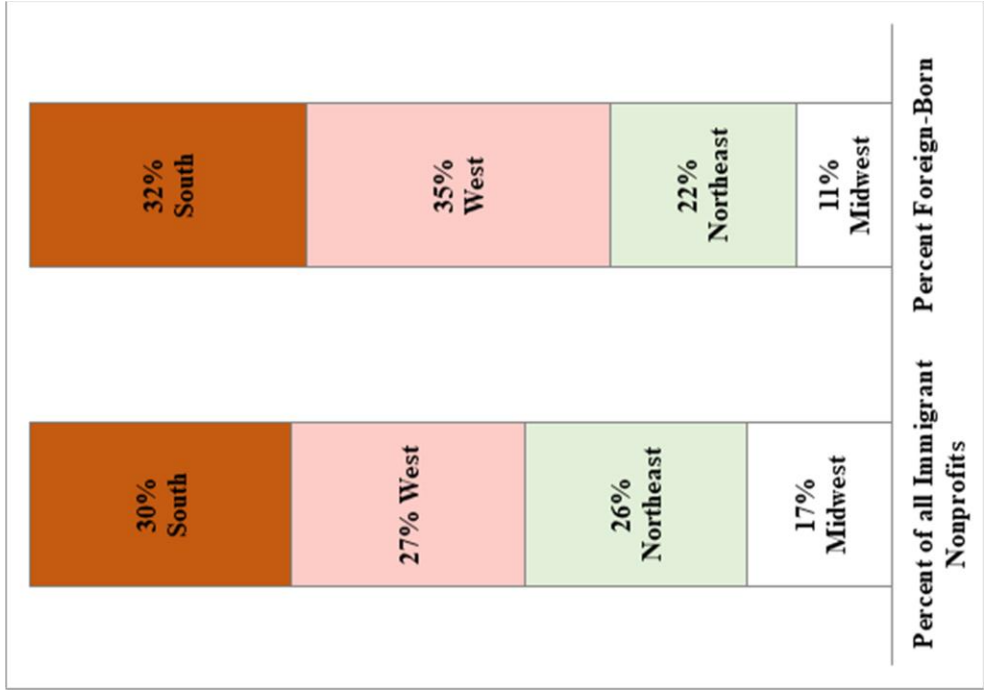 30%
South
27% West
26%
Northeast
17%
Midwest
32%
South
35%
West
22%
Northeast
11%
Midwest
Percent of all Immigrant
Nonprofits
Percent Foreign-Born